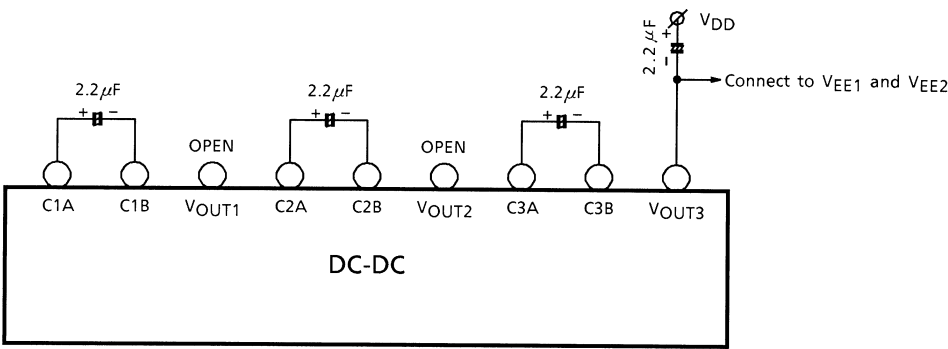 VDD
2.2μF
+
−
Connect to VEE1 and VEE2
2.2μF
+ −
2.2μF
+ −
2.2μF
+ −
OPEN
OPEN
C1A C1B VOUT1 C2A C2B VOUT2 C3A C3B VOUT3
DC-DC